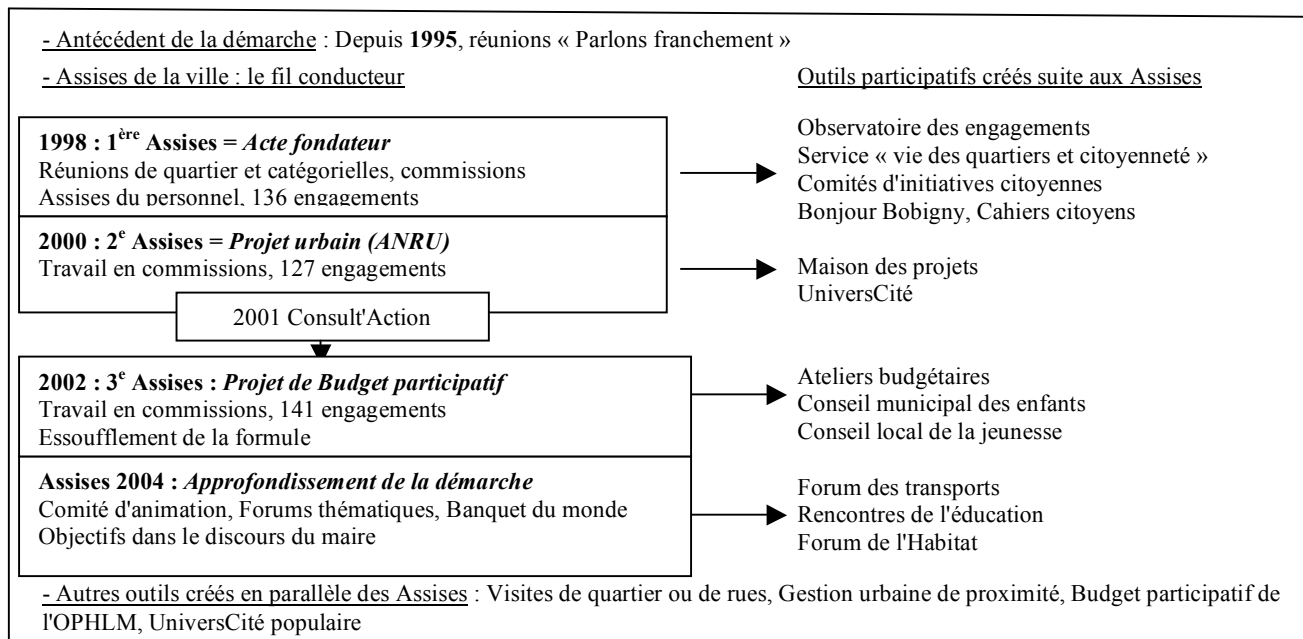 - Antécédent de la démarche : Depuis 1995, réunions « Parlons franchement »
- Assises de la ville : le fil conducteur
Outils participatifs créés suite aux Assises
1998 : 1ère Assises = Acte fondateur
Réunions de quartier et catégorielles, commissions
Assises du personnel, 136 engagements
Observatoire des engagements
Service « vie des quartiers et citoyenneté »
Comités d'initiatives citoyennes
Bonjour Bobigny, Cahiers citoyens
2000 : 2e Assises = Projet urbain (ANRU)
Travail en commissions, 127 engagements
Maison des projets
UniversCité
2001 Consult'Action
2002 : 3e Assises : Projet de Budget participatif
Travail en commissions, 141 engagements
Essoufflement de la formule
Ateliers budgétaires
Conseil municipal des enfants
Conseil local de la jeunesse
Assises 2004 : Approfondissement de la démarche
Comité d'animation, Forums thématiques, Banquet du monde
Objectifs dans le discours du maire
Forum des transports
Rencontres de l'éducation
Forum de l'Habitat
- Autres outils créés en parallèle des Assises : Visites de quartier ou de rues, Gestion urbaine de proximité, Budget participatif de
l'OPHLM, UniversCité populaire